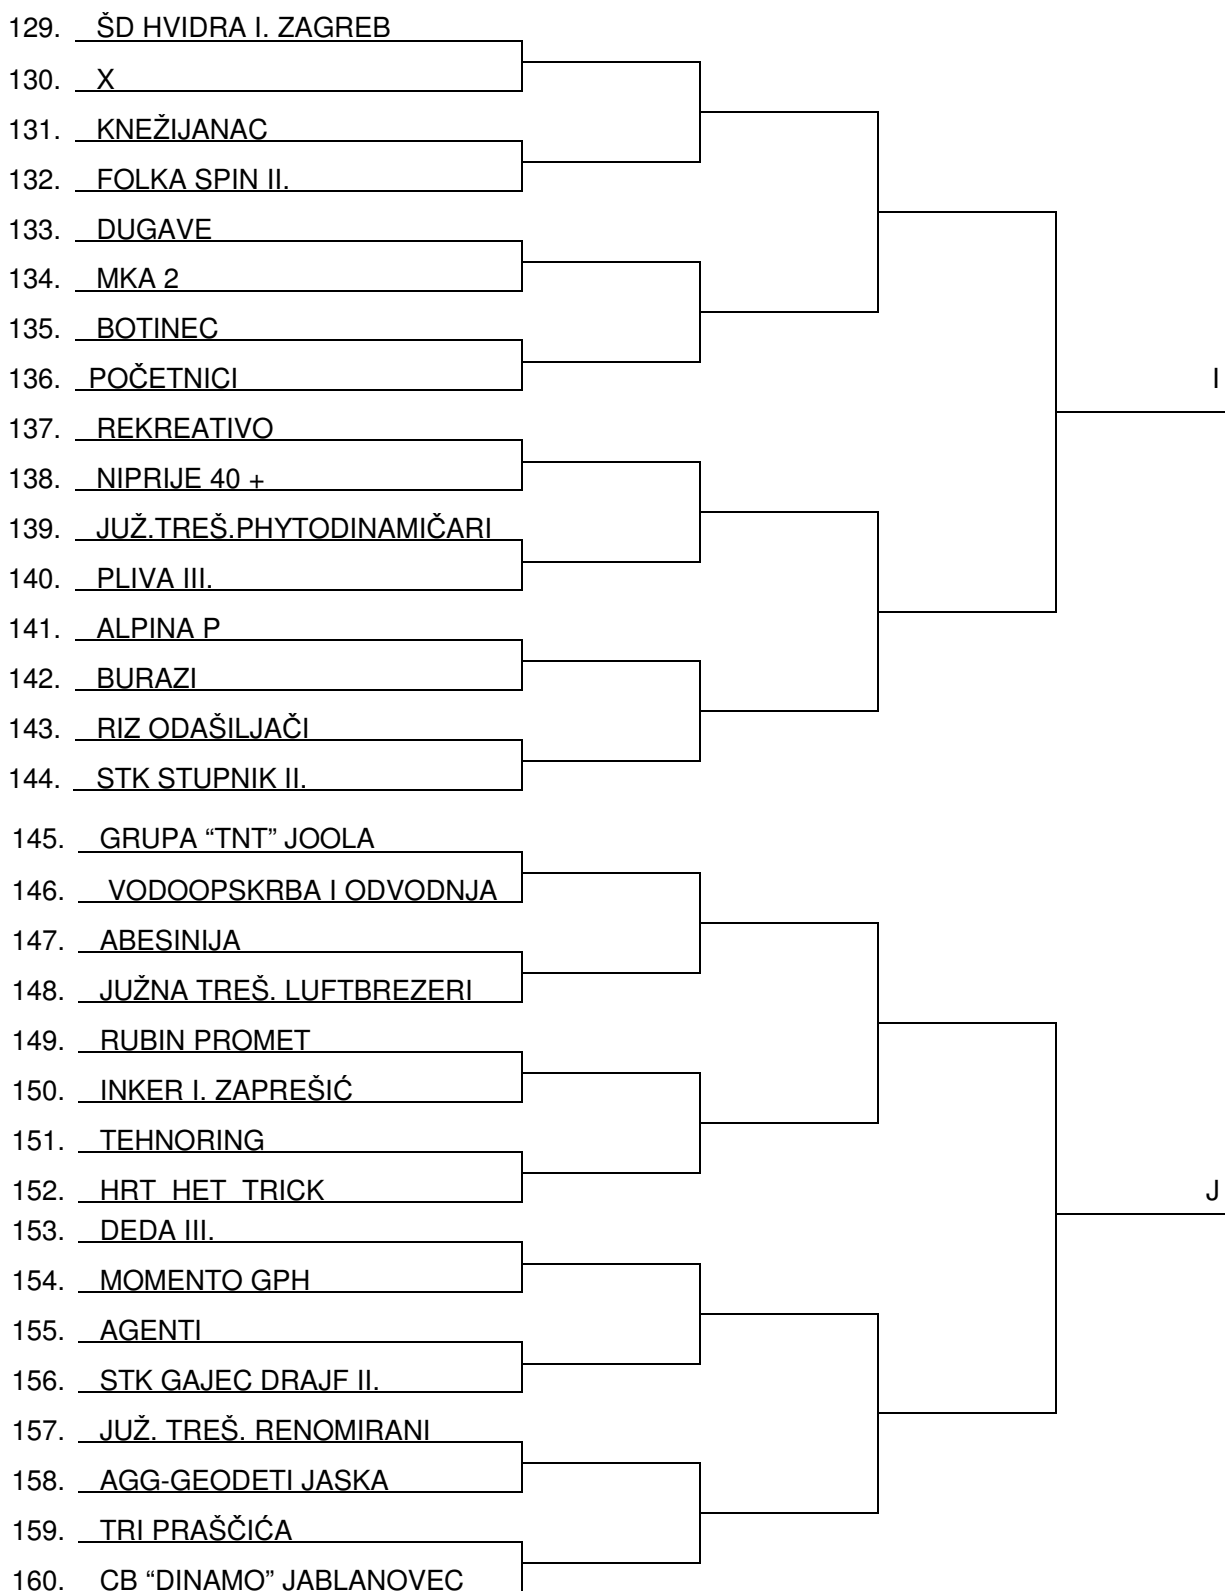 129. ŠD HVIDRA I. ZAGREB
130. X
131. KNEŽIJANAC
132. FOLKA SPIN II.
133. DUGAVE
134. MKA 2
135. BOTINEC
136. POČETNICI
I
137. REKREATIVO
138. NIPRIJE 40 +
139. JUŽ.TREŠ.PHYTODINAMIČARI
140. PLIVA III.
141. ALPINA P
142. BURAZI
143. RIZ ODAŠILJAČI
144. STK STUPNIK II.
145. GRUPA “TNT” JOOLA
146. VODOOPSKRBA I ODVODNJA
147. ABESINIJA
148. JUŽNA TREŠ. LUFTBREZERI
149. RUBIN PROMET
150. INKER I. ZAPREŠIĆ
151. TEHNORING
152. HRT HET TRICK
J
153. DEDA III.
154. MOMENTO GPH
155. AGENTI
156. STK GAJEC DRAJF II.
157. JUŽ. TREŠ. RENOMIRANI
158. AGG-GEODETI JASKA
159. TRI PRAŠČIĆA
160. CB “DINAMO” JABLANOVEC